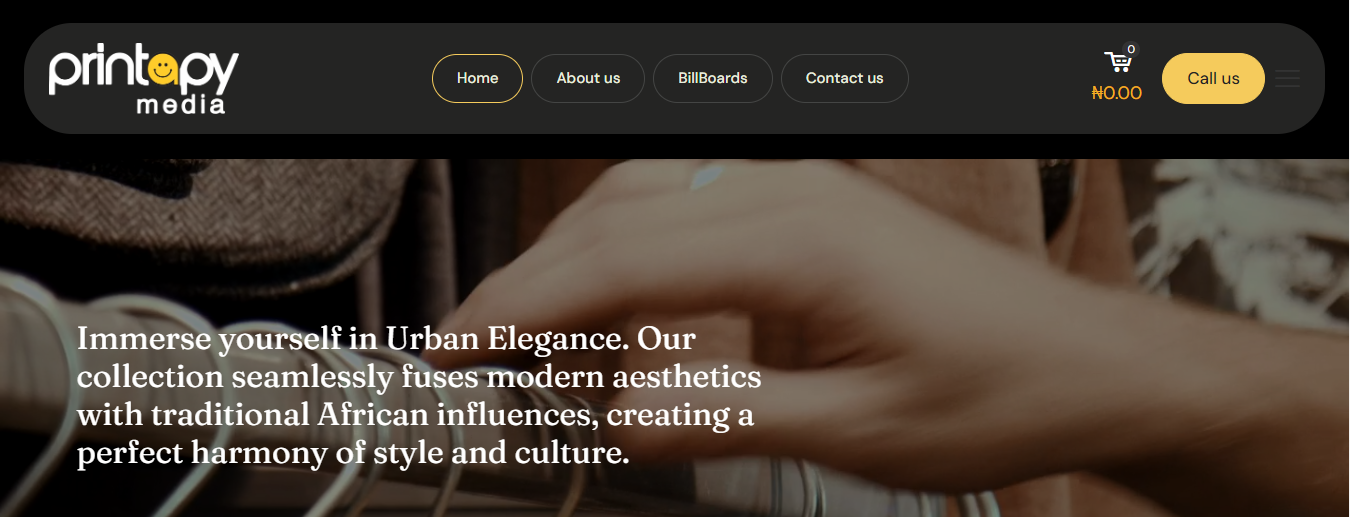 printopy
media
Home
About us
BillBoards
Contact us
0
₦0.00
Call us
Immerse yourself in Urban Elegance. Our
collection seamlessly fuses modern aesthetics
with traditional African influences, creating a
perfect harmony of style and culture.